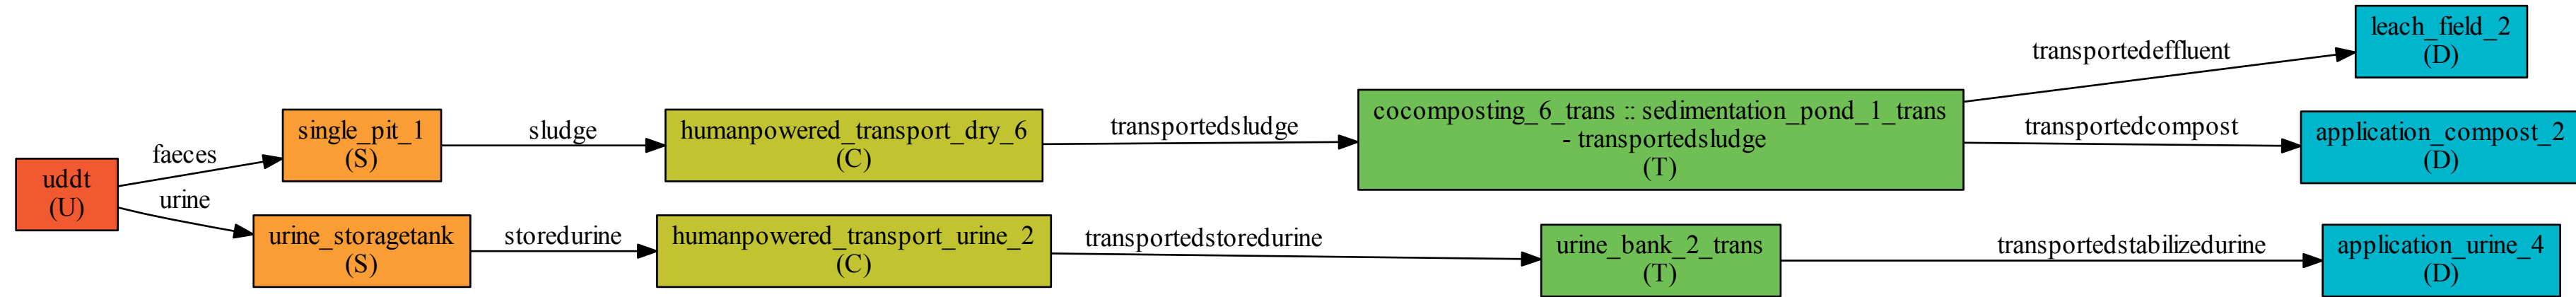 uddt
(U)
faeces
urine
single_pit_1
(S)
urine_storagetank
(S)
sludge
storedurine
humanpowered_transport_dry_6
(C)
humanpowered_transport_urine_2
(C)
transportedsludge
transportedstoredurine
cocomposting_6_trans :: sedimentation_pond_1_trans
- transportedsludge
(T)
urine_bank_2_trans
(T)
transportedeffluent
transportedcompost
transportedstabilizedurine
leach_field_2
(D)
application_compost_2
(D)
application_urine_4
(D)